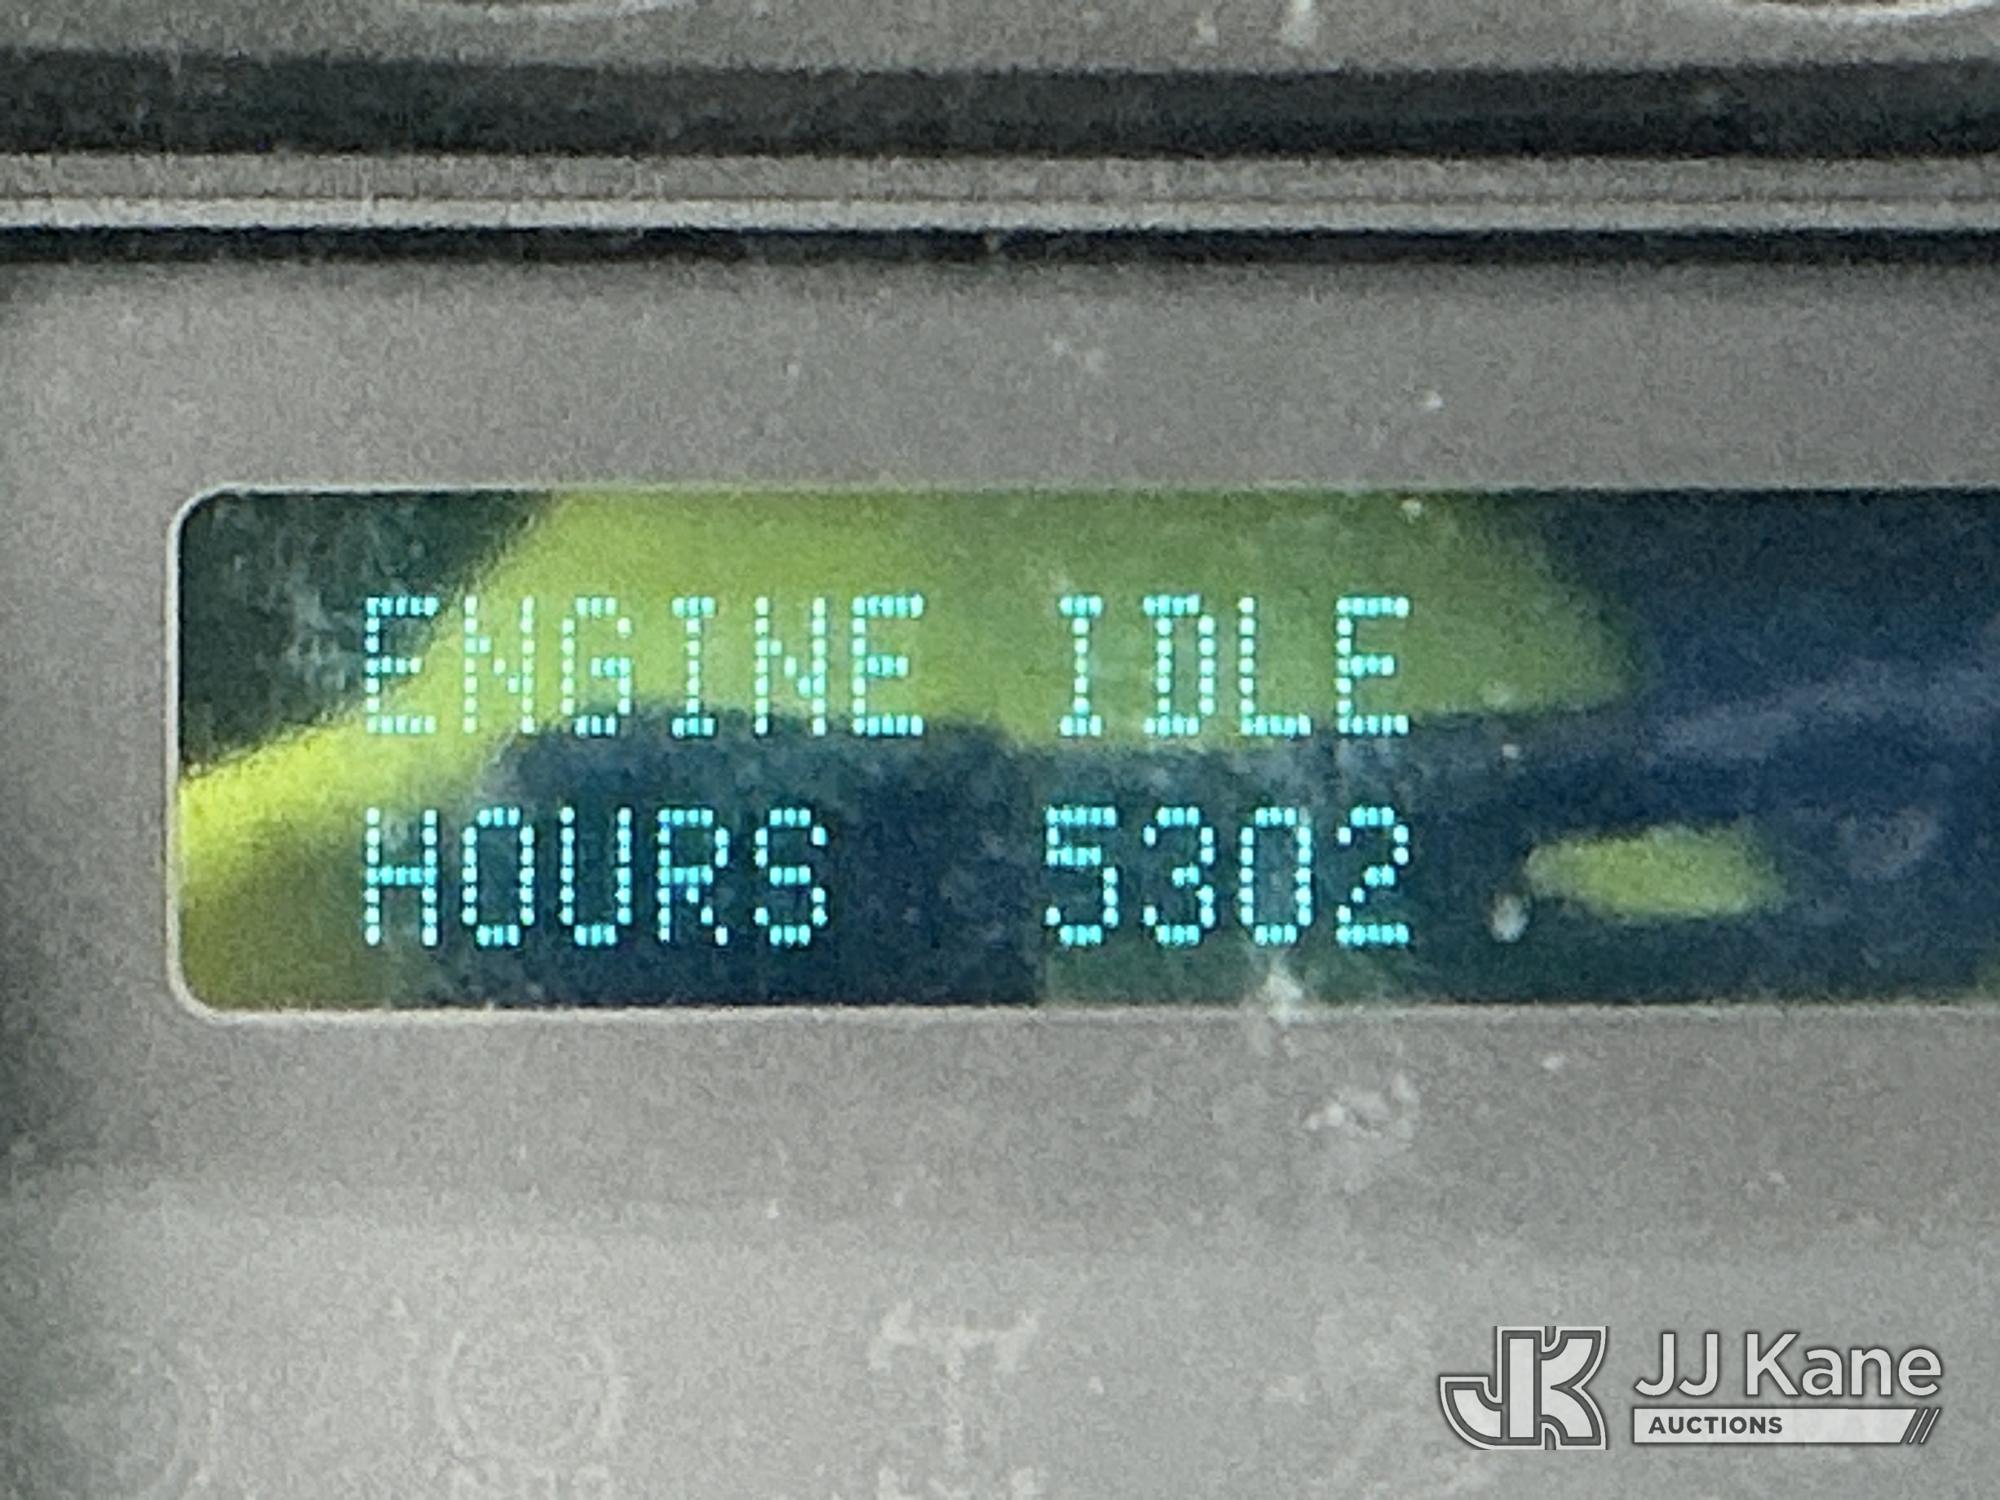 ENGINE IDLE
HOURS 5302
JJ Kane
AUCTIONS